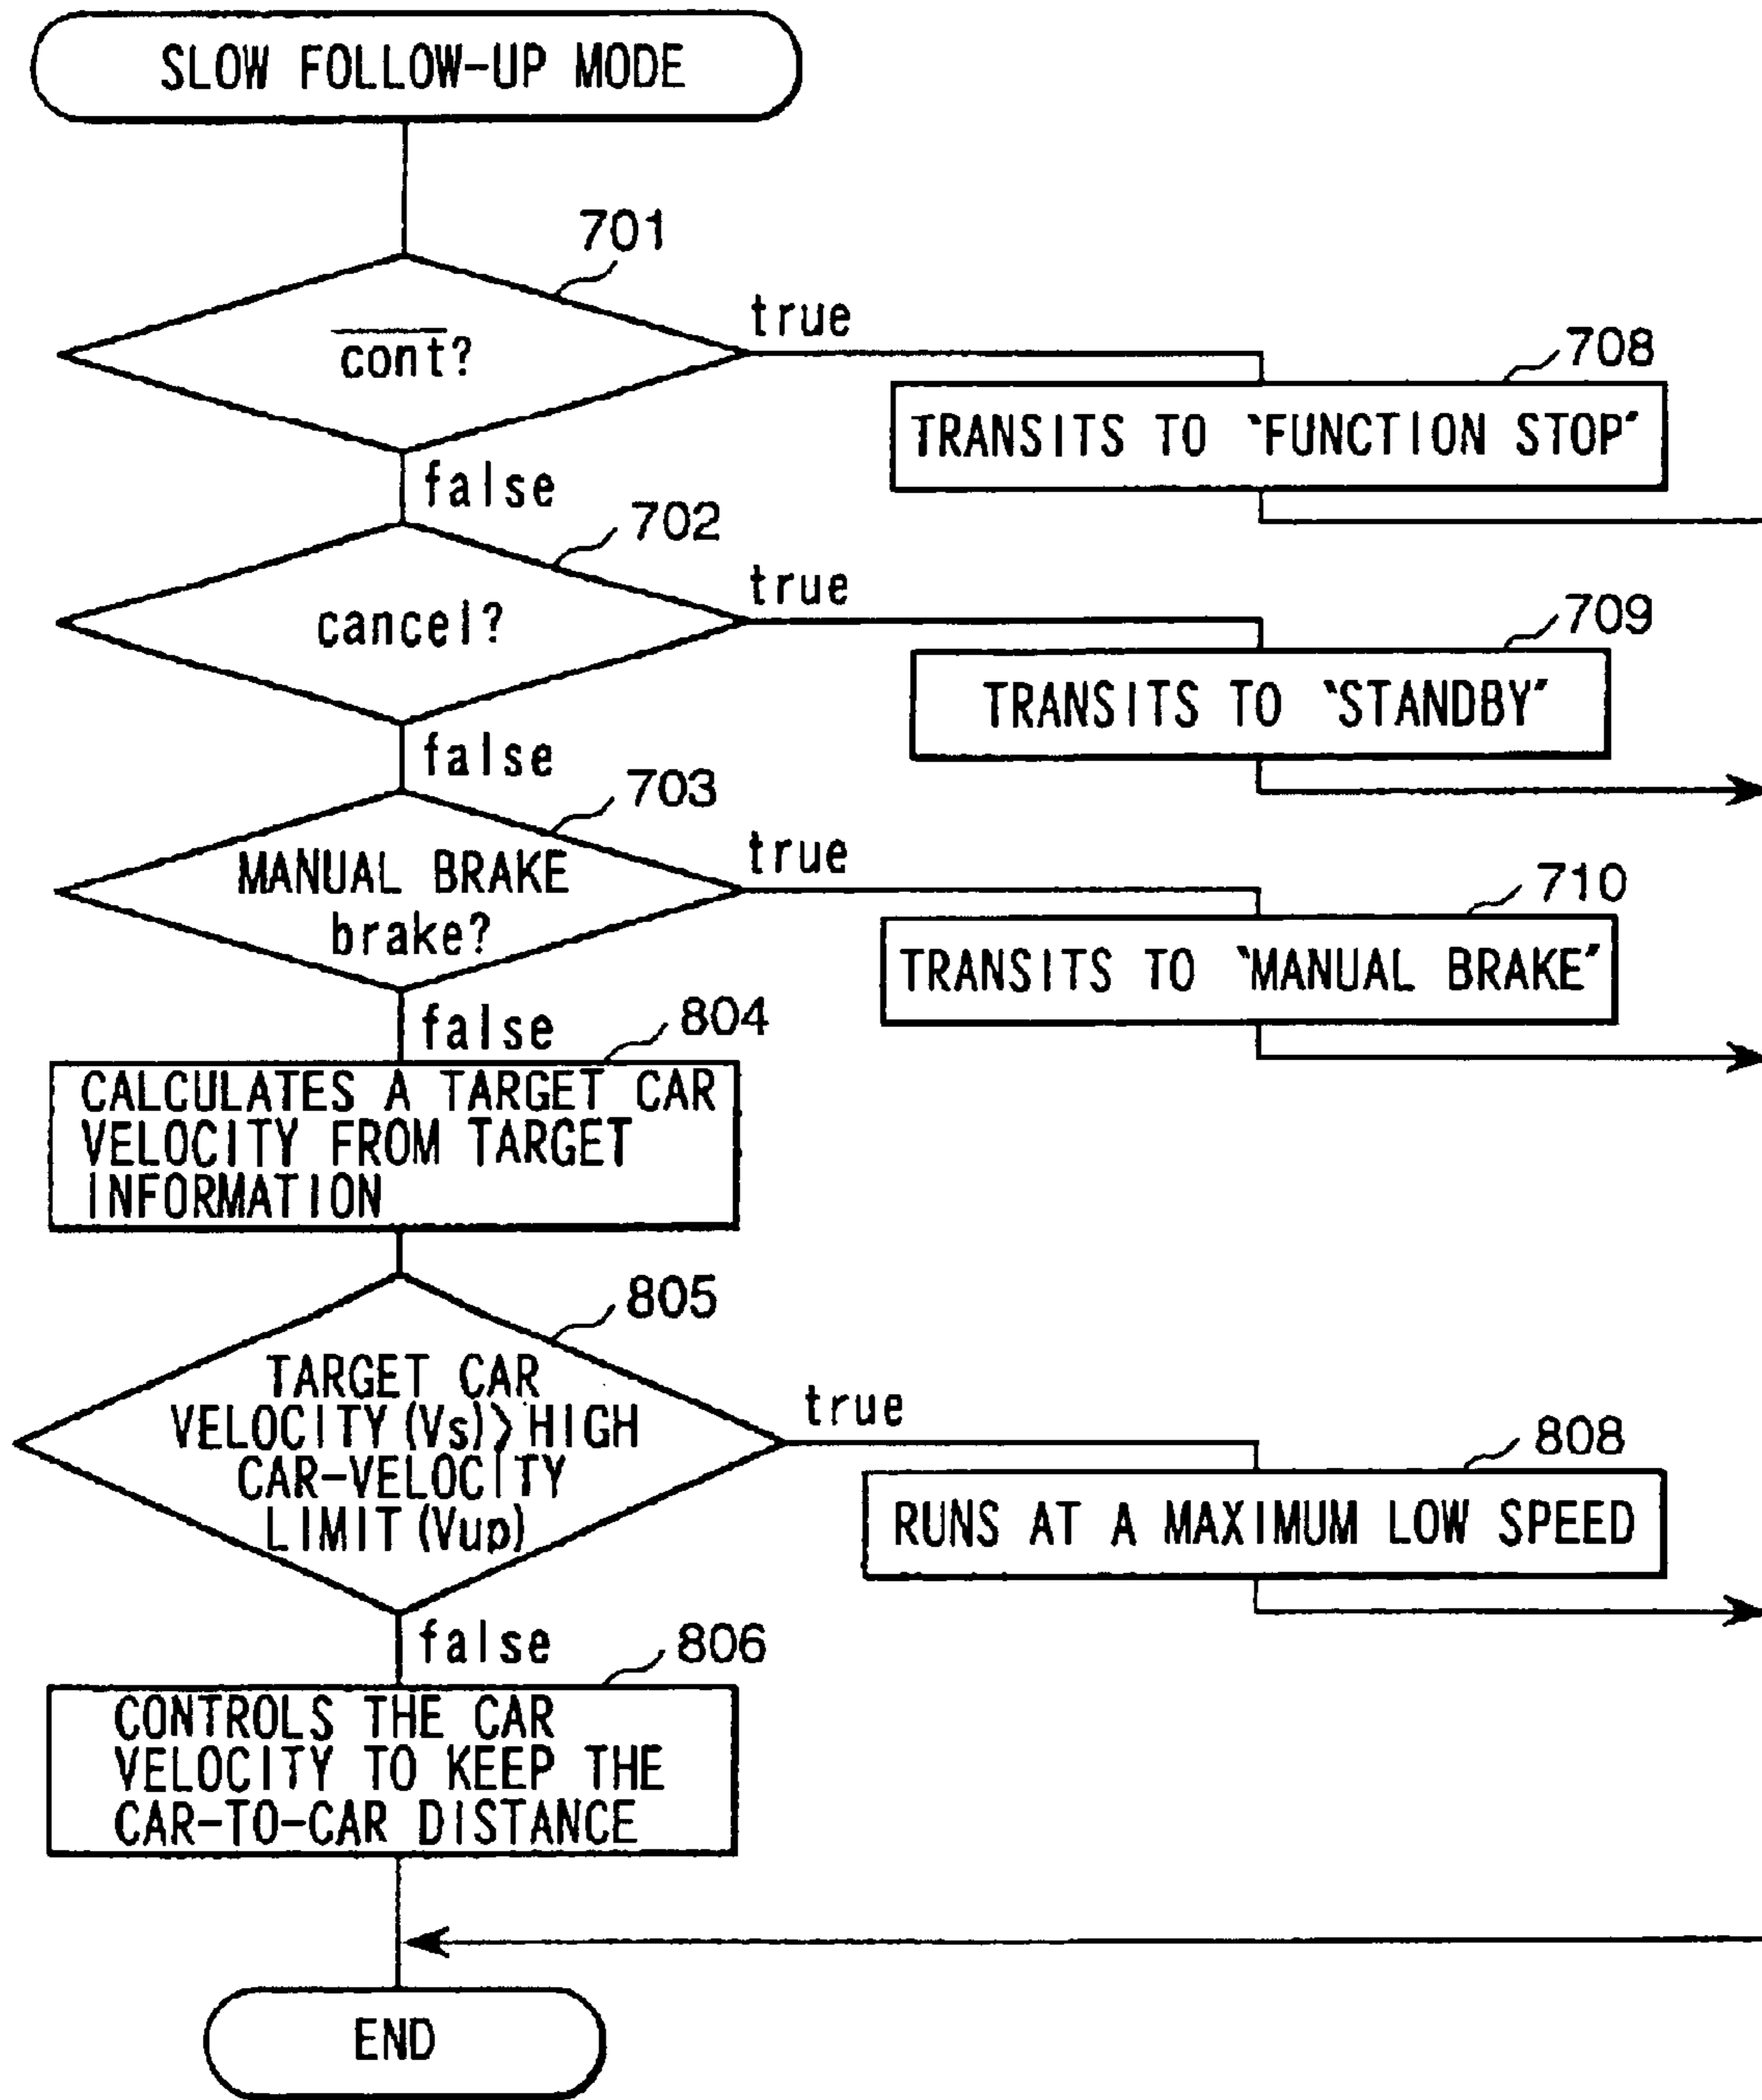 SLOW FOLLOW-UP MODE
701
cont?
true
708
TRANSITS TO "FUNCTION STOP"
false
702
cancel?
true
709
TRANSITS TO "STANDBY"
false
703
MANUAL BRAKE
brake?
true
710
TRANSITS TO "MANUAL BRAKE"
false
804
CALCULATES A TARGET CAR
VELOCITY FROM TARGET
INFORMATION
805
TARGET CAR
VELOCITY (Vs)>HIGH
CAR-VELOCITY
LIMIT (Vup)
true
808
RUNS AT A MAXIMUM LOW SPEED
false
806
CONTROLS THE CAR
VELOCITY TO KEEP THE
CAR-TO-CAR DISTANCE
END